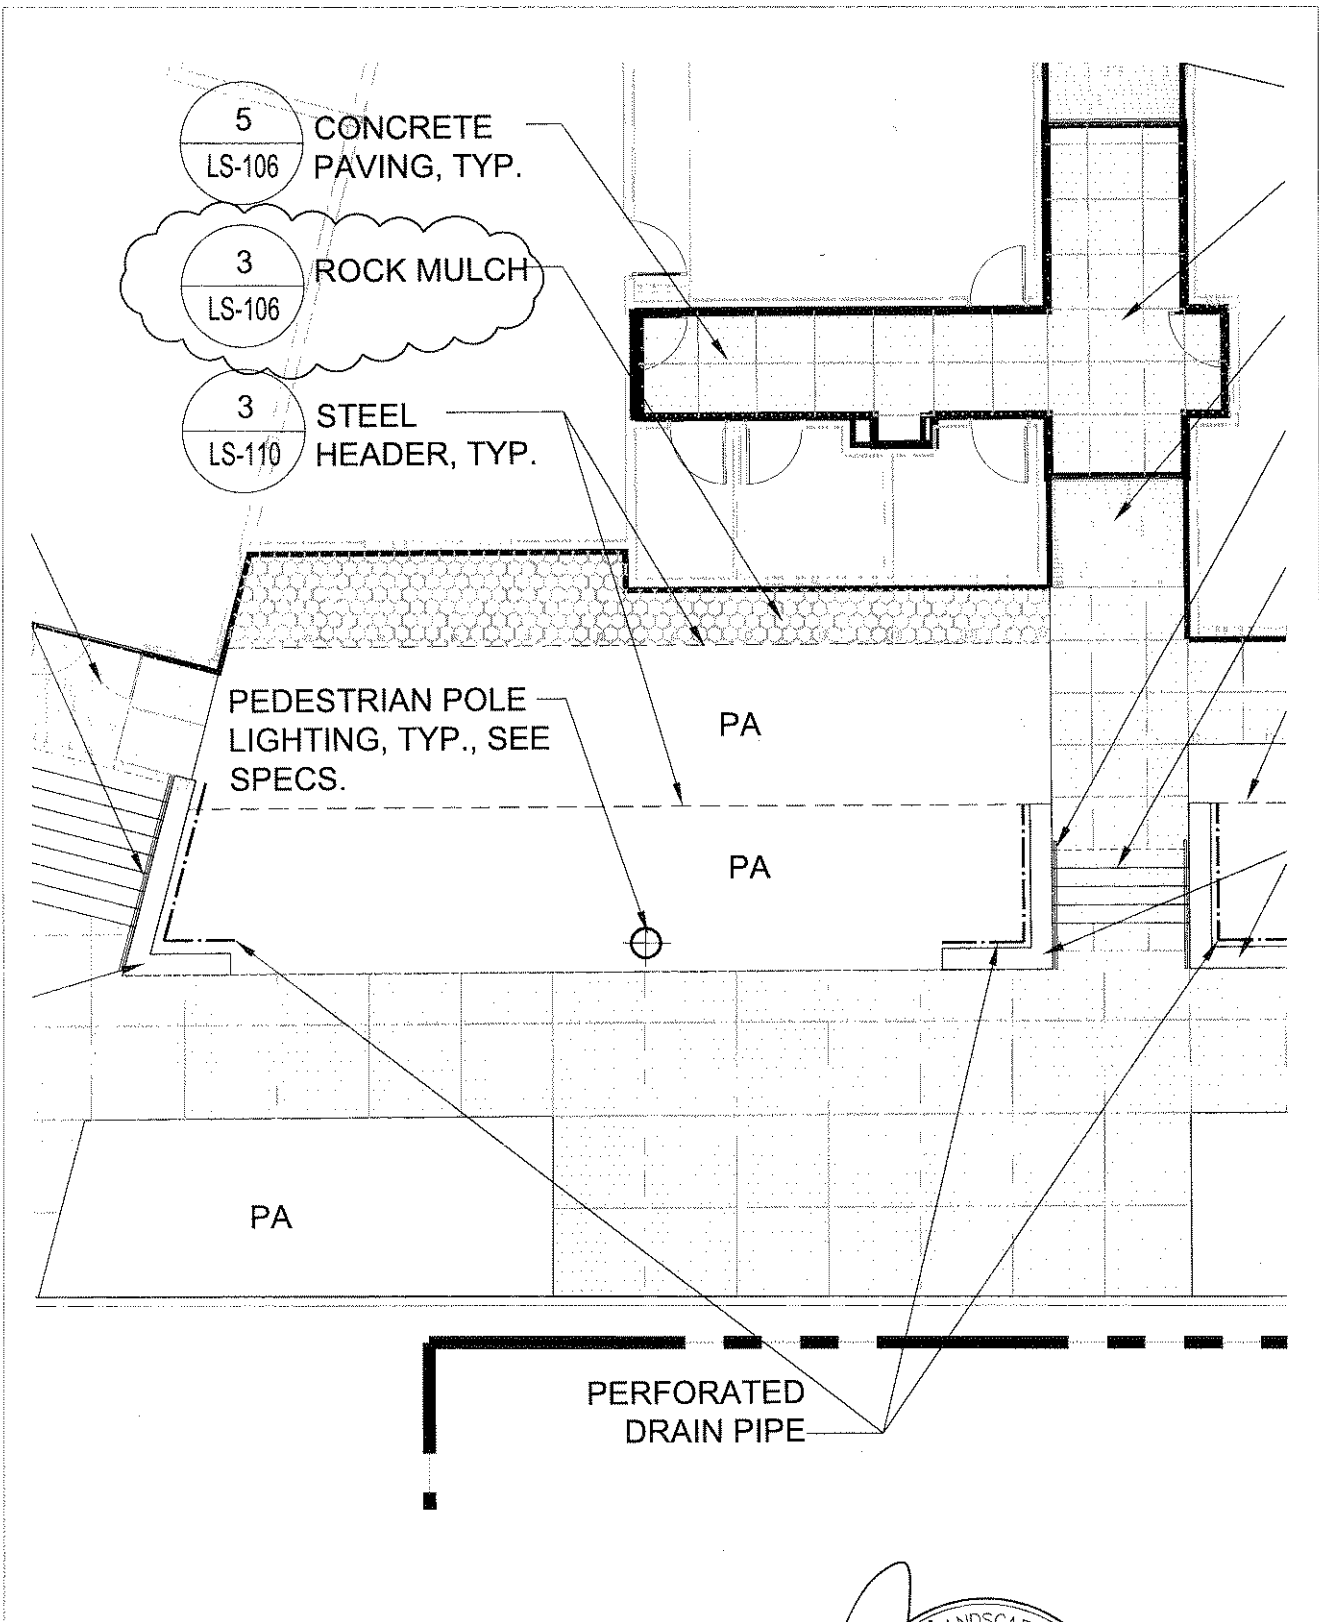 5
LS-106
CONCRETE
PAVING, TYP.
3
LS-106
ROCK MULCH
3
LS-110
STEEL
HEADER, TYP.
PEDESTRIAN POLE
LIGHTING, TYP., SEE
SPECS.
PA
PA
PA
PERFORATED
DRAIN PIPE